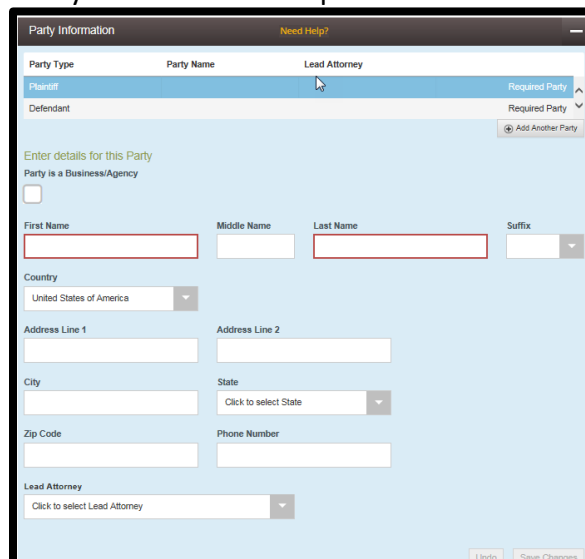 Party Information Need Help?
Party Type Party Name Lead Attorney
Plaintiff Required Party
Defendant Required Party
Add Another Party
Enter details for this Party
Party is a Business/Agency
First Name Middle Name Last Name Suffix
Country
United States of America
Address Line 1 Address Line 2
City State
Click to select State
Zip Code Phone Number
Lead Attorney
Click to select Lead Attorney
Undo Save Changes